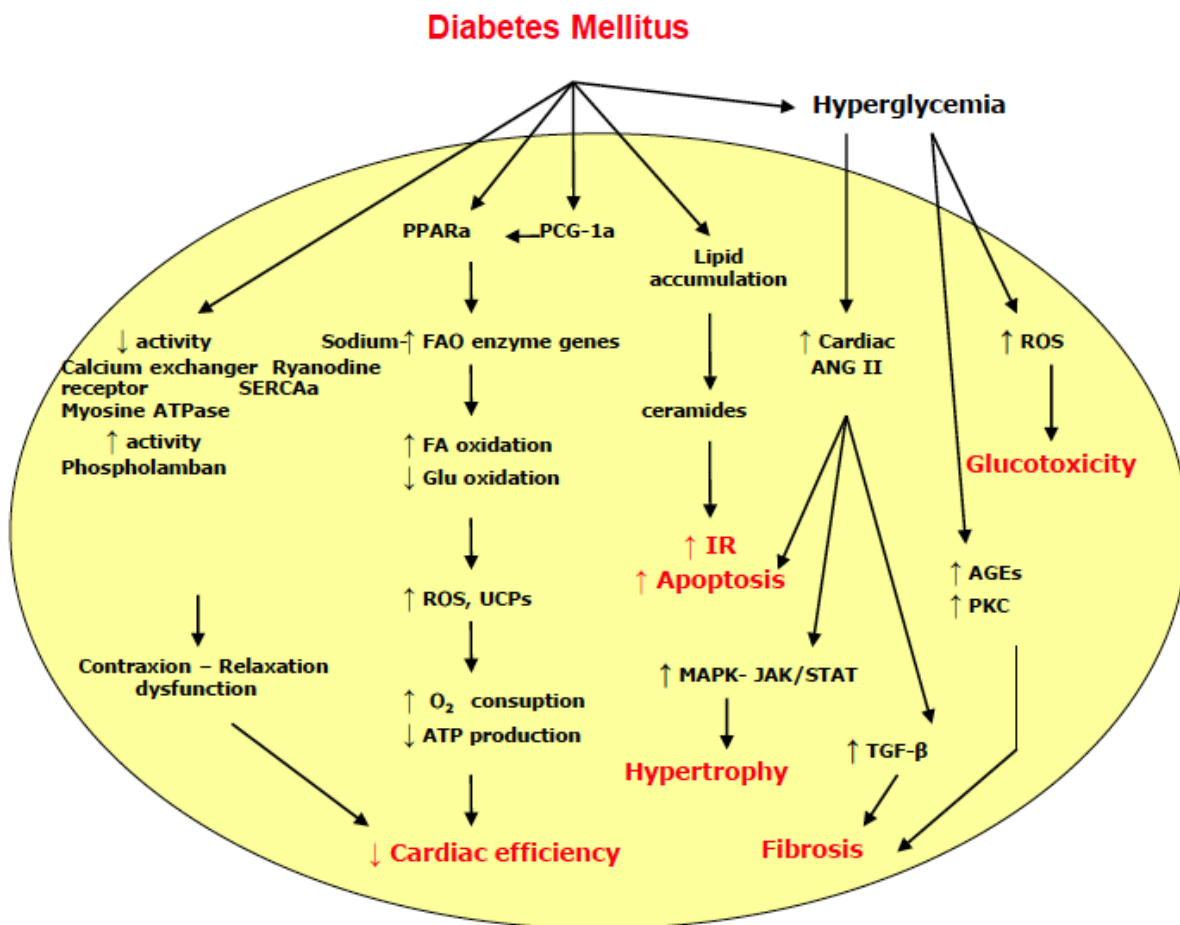 Diabetes Mellitus
Hyperglycemia
PPARa
PCG-1a
Lipid
accumulation
↓ activity Sodium-
Calcium exchanger Ryanodine
receptor SERCAa
Myosine ATPase
↑ activity
Phospholamban
↑ FAO enzyme genes
↑ Cardiac
ANG II
↑ ROS
ceramides
↑ FA oxidation
↓ Glu oxidation
Glucotoxicity
↑ IR
↑ Apoptosis
↑ AGEs
↑ PKC
↑ ROS, UCPs
Contraxion – Relaxation
dysfunction
↑ MAPK- JAK/STAT
↑ O₂ consuption
↓ ATP production
↑ TGF-β
Hypertrophy
↓ Cardiac efficiency
Fibrosis